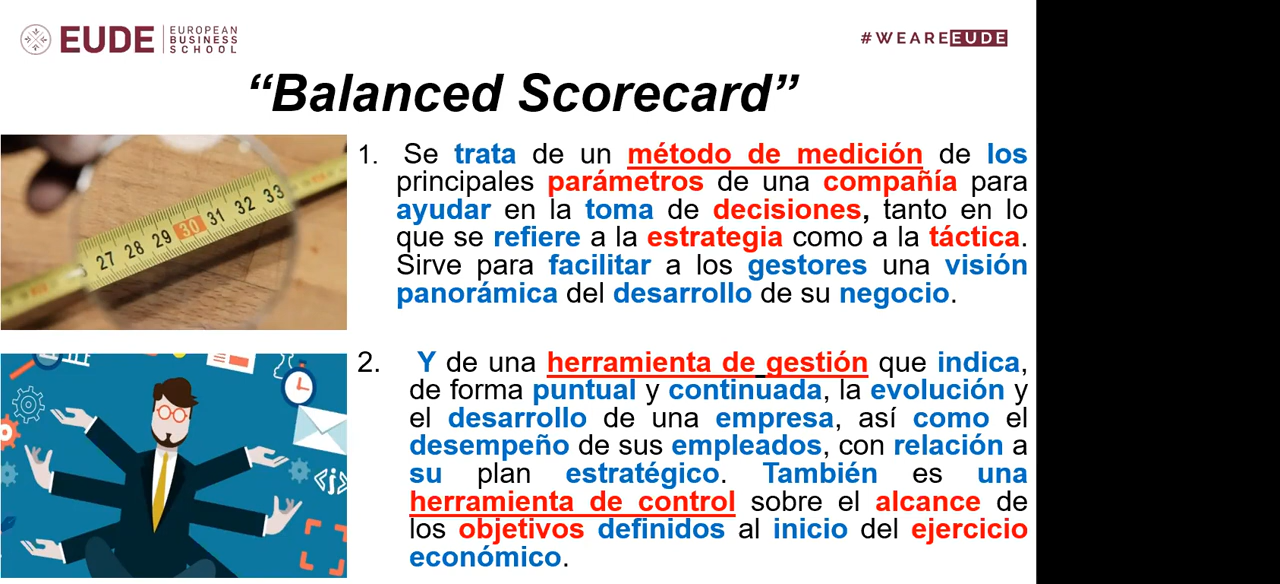 EUDE
EUROPEAN
BUSINESS
SCHOOL
#WEAREEUDE
“Balanced Scorecard”
1. Se trata de un método de medición de los
principales parámetros de una compañía para
ayudar en la toma de decisiones, tanto en lo
que se refiere a la estrategia como a la táctica.
Sirve para facilitar a los gestores una visión
panorámica del desarrollo de su negocio.
27 28 29 30 31 32 33
2. Y de una herramienta de gestión que indica,
de forma puntual y continuada, la evolución y
el desarrollo de una empresa, así como el
desempeño de sus empleados, con relación a
su plan estratégico. También es una
herramienta de control sobre el alcance de
los objetivos definidos al inicio del ejercicio
económico.